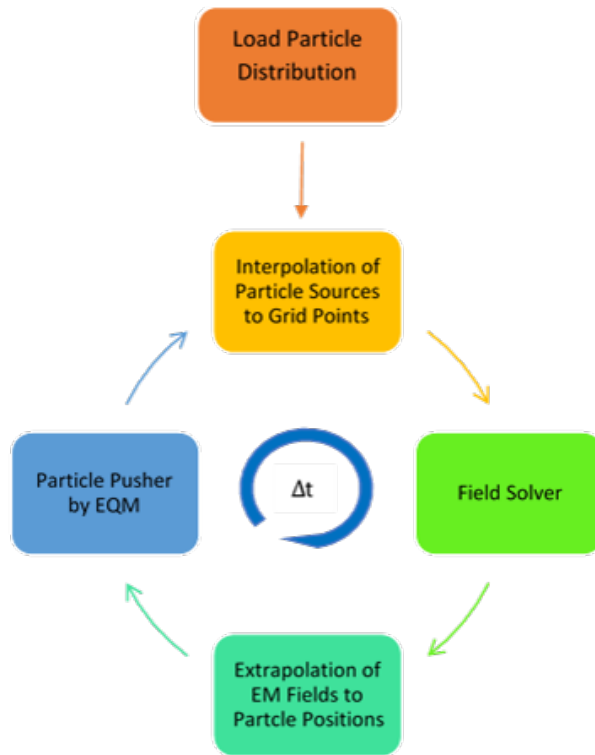 Load Particle
Distribution
Interpolation of
Particle Sources
to Grid Points
Particle Pusher
by EQM
Δt
Field Solver
Extrapolation of
EM Fields to
Partcle Positions